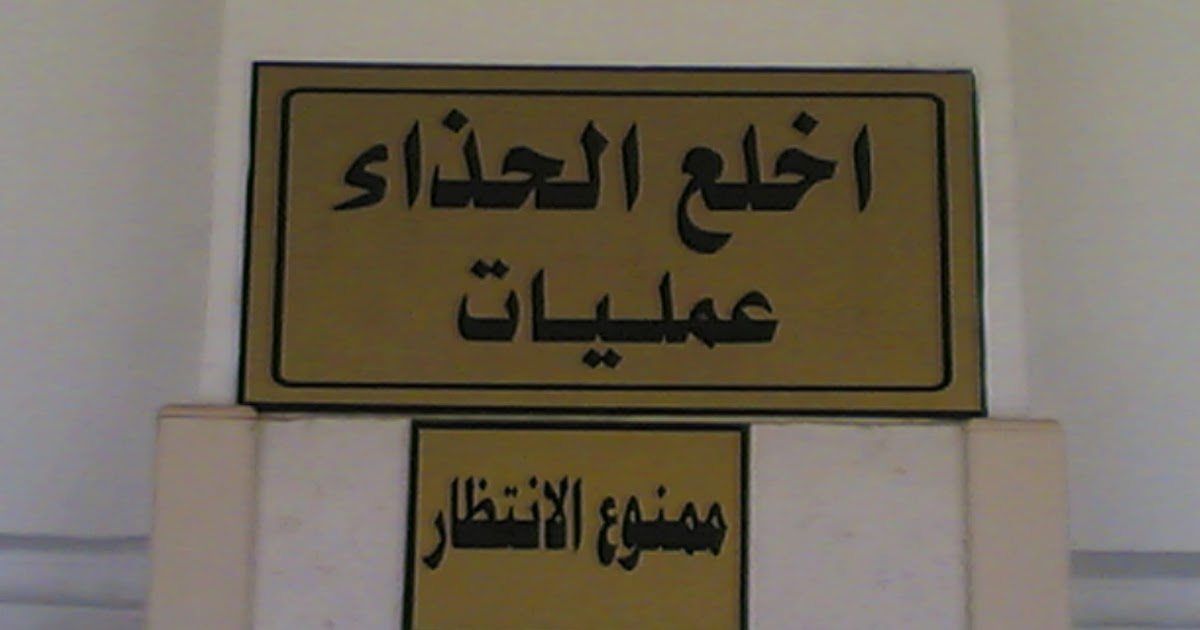 اخلع الحذاء
عمليات
ممنوع الانتظار